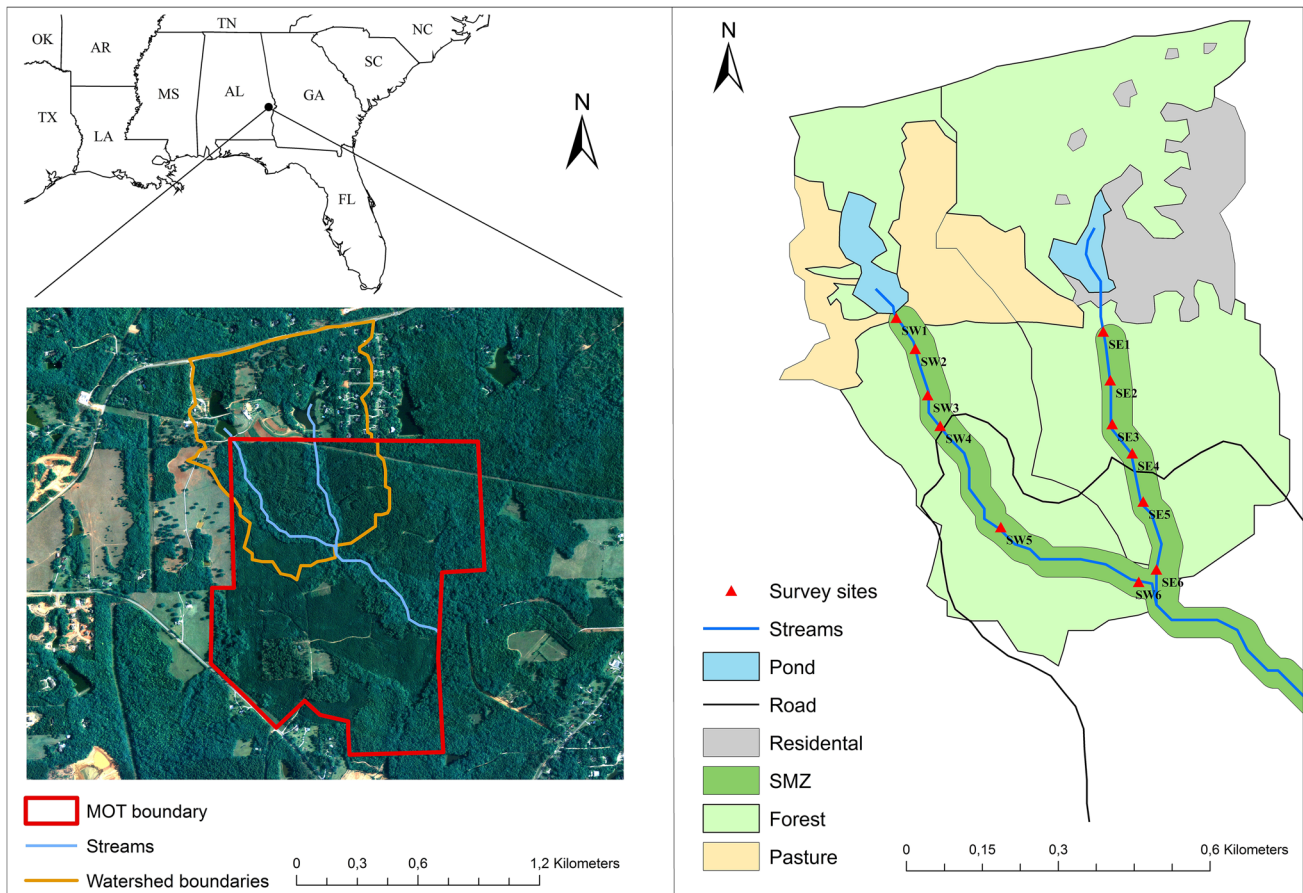 TN
NC
OK
AR
SC
MS
AL
GA
TX
LA
FL
N
MOT boundary
Streams
Watershed boundaries
0 0,3 0,6 1,2 Kilometers
N
SW1
SW2
SW3
SW4
SW5
SW6
SE1
SE2
SE3
SE4
SE5
SE6
Survey sites
Streams
Pond
Road
Residental
SMZ
Forest
Pasture
0 0,15 0,3 0,6 Kilometers